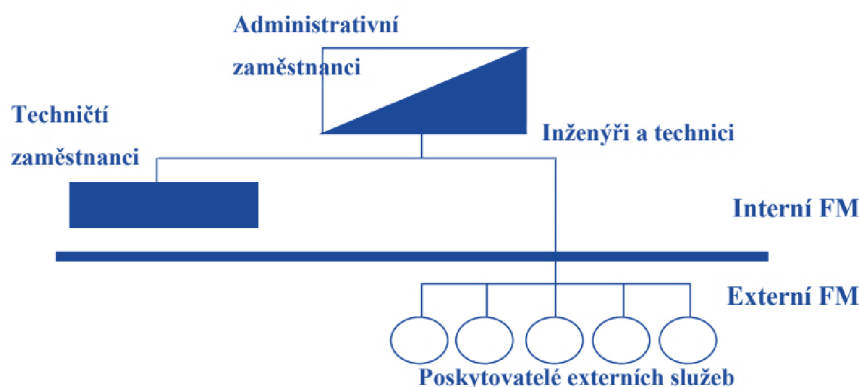 Administrativní
zaměstnanci
Techničtí
zaměstnanci
Inženýři a technici
Interní FM
Externí FM
Poskytovatelé externích služeb